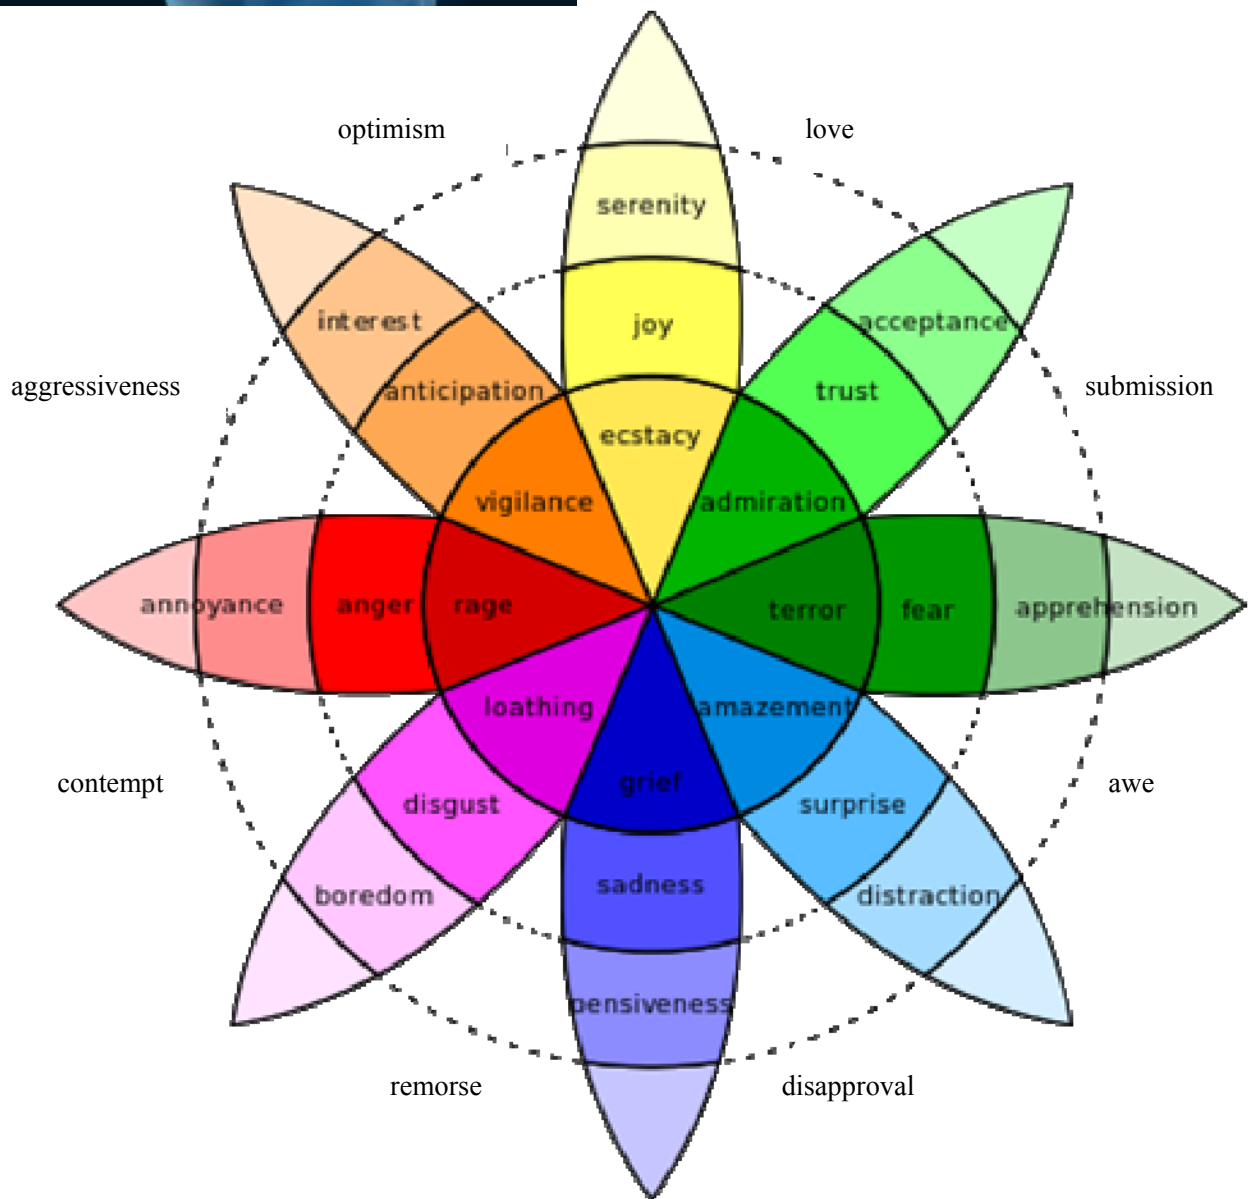 optimism
love
serenity
interest
acceptance
joy
aggressiveness
anticipation
trust
submission
ecstacy
vigilance
admiration
annoyance
anger
rage
terror
fear
apprehension
loathing
amazement
contempt
grief
awe
disgust
surprise
sadness
boredom
distraction
pensiveness
remorse
disapproval